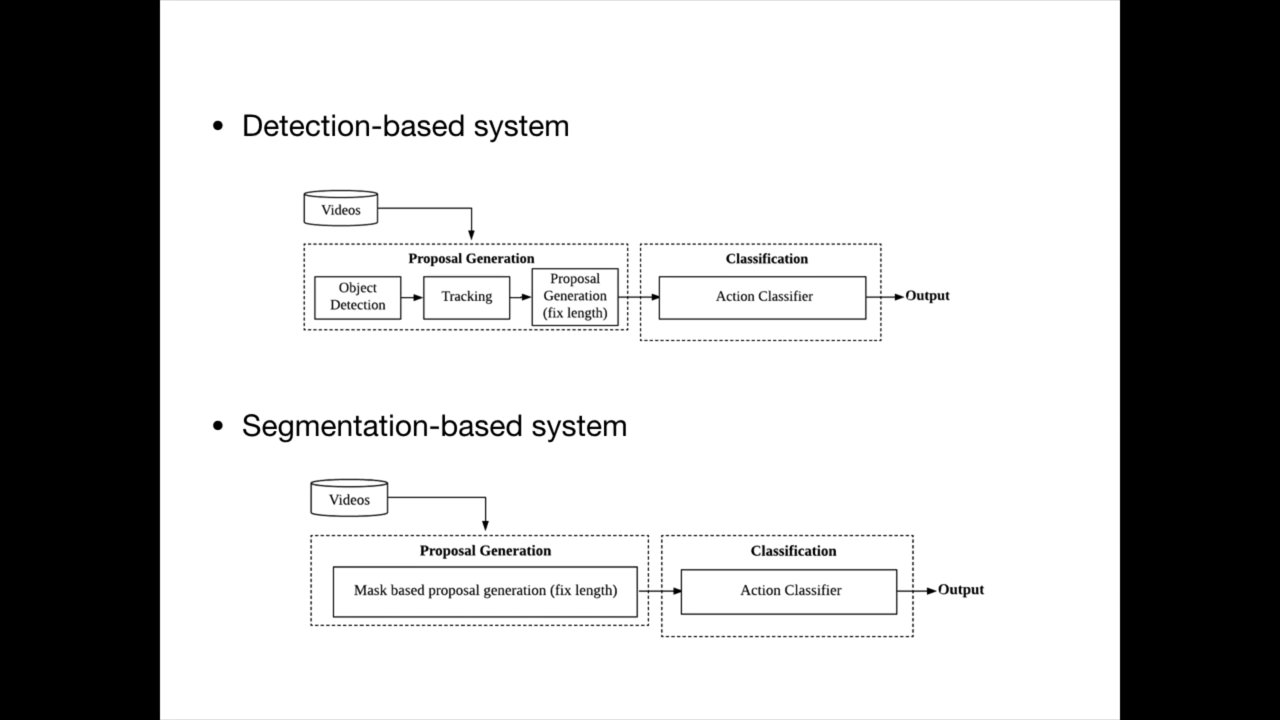 • Detection-based system
Videos
Proposal Generation
Object
Detection
Tracking
Proposal
Generation
(fix length)
Classification
Action Classifier
Output
• Segmentation-based system
Videos
Proposal Generation
Mask based proposal generation (fix length)
Classification
Action Classifier
Output